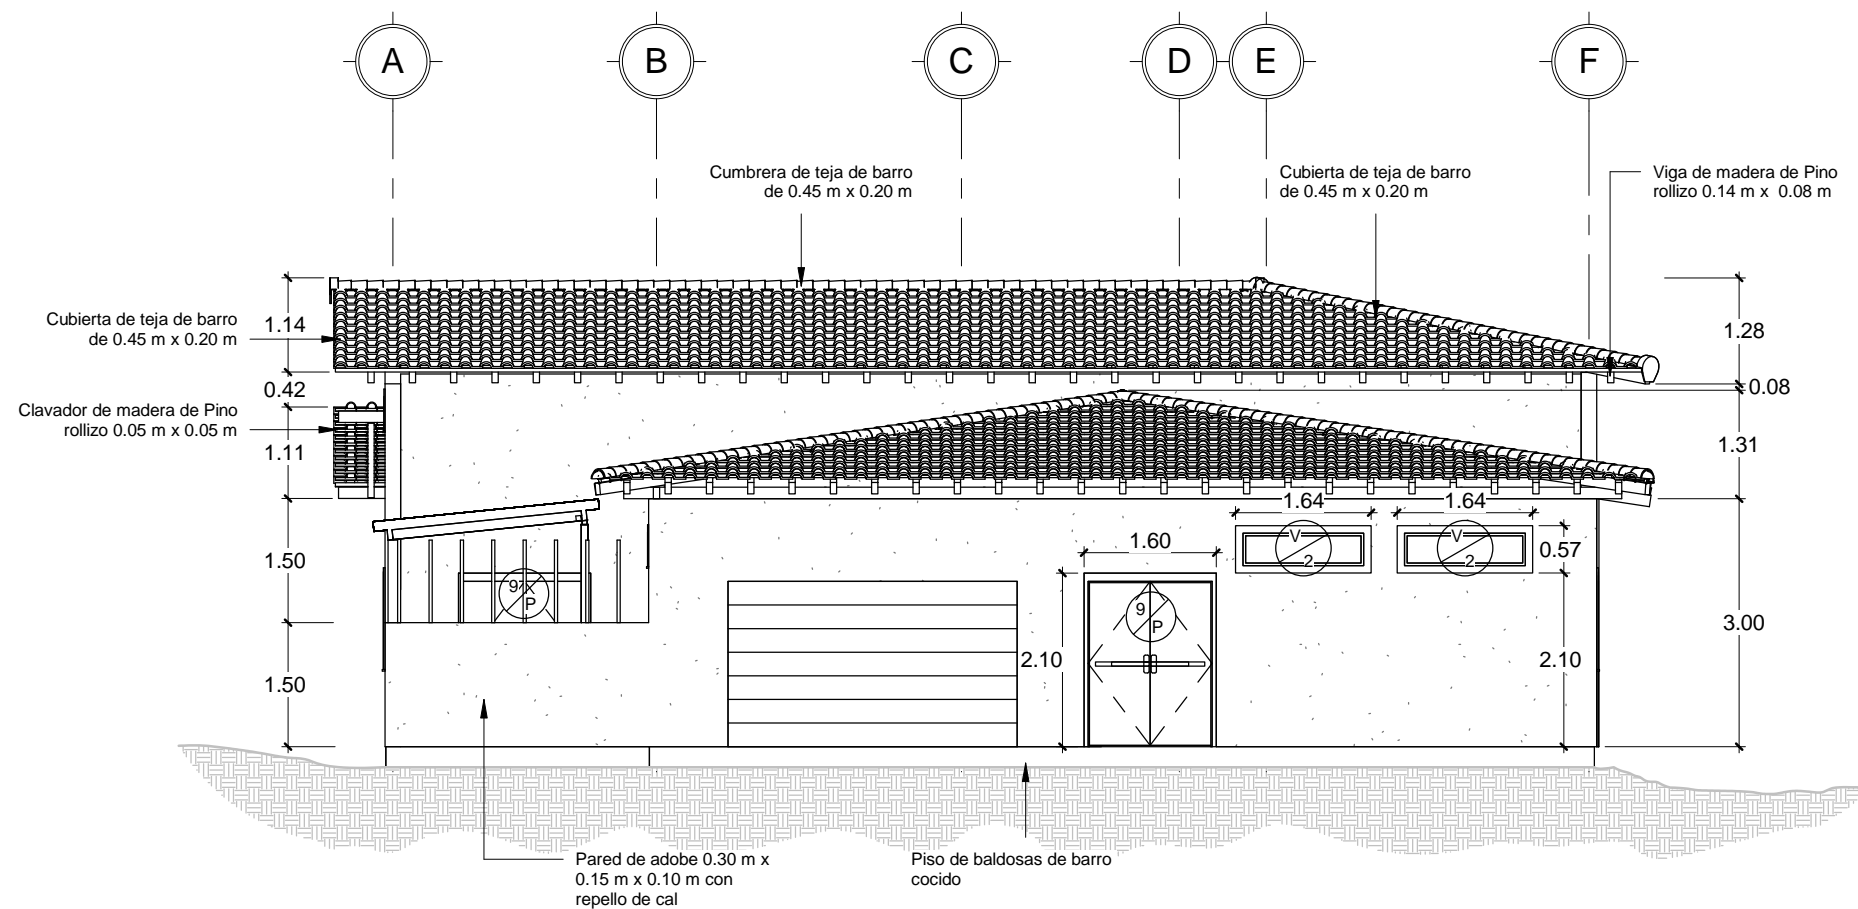 A
B
C
D
E
F
Cumbrera de teja de barro
de 0.45 m x 0.20 m
Cubierta de teja de barro
de 0.45 m x 0.20 m
Viga de madera de Pino
rollizo 0.14 m x 0.08 m
Cubierta de teja de barro
de 0.45 m x 0.20 m
1.14
0.42
Clavador de madera de Pino
rollizo 0.05 m x 0.05 m
1.11
1.50
1.50
1.28
0.08
1.31
3.00
1.64
1.64
V
2
V
2
0.57
1.60
9
P
9
P
2.10
2.10
Pared de adobe 0.30 m x
0.15 m x 0.10 m con
repello de cal
Piso de baldosas de barro
cocido